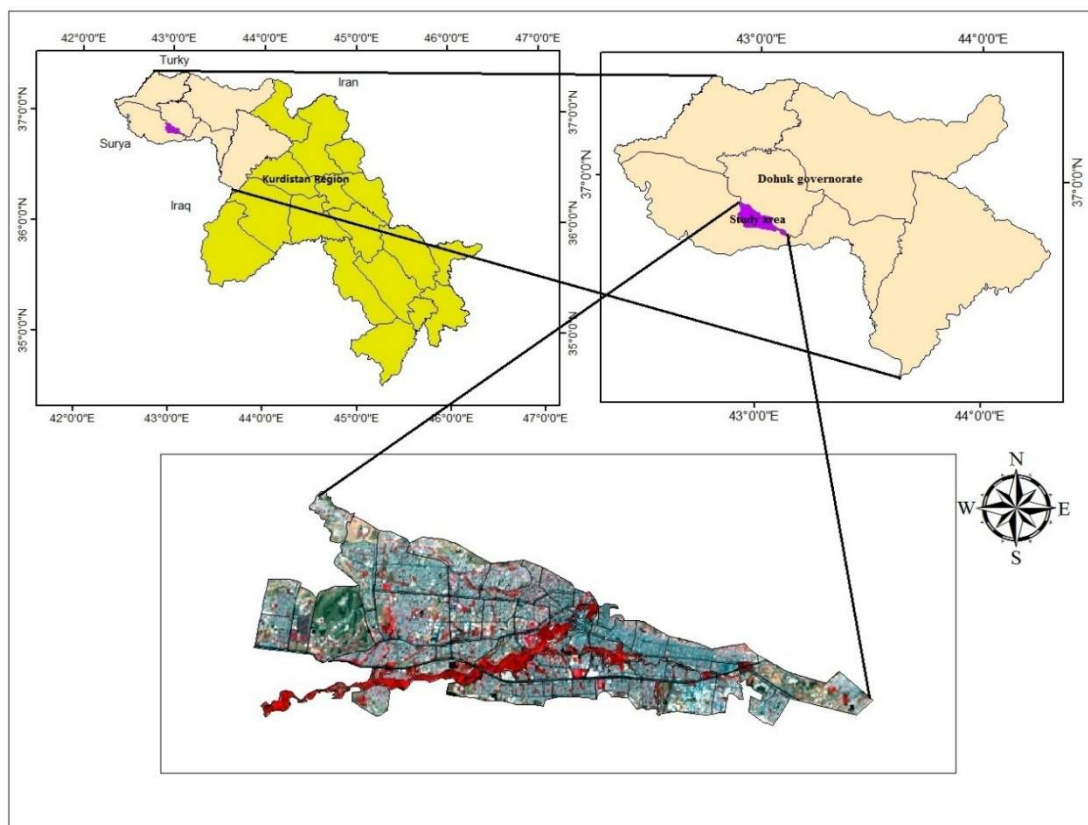 42°0'0"E 43°0'0"E 44°0'0"E 45°0'0"E 46°0'0"E 47°0'0"E
Turky
Iran
37°0'0"N
Surya
Kurdistan Region
Iraq
36°0'0"N
35°0'0"N
37°0'0"N
36°0'0"N
35°0'0"N
42°0'0"E 43°0'0"E 44°0'0"E 45°0'0"E 46°0'0"E 47°0'0"E
43°0'0"E 44°0'0"E
37°0'0"N
Dohuk governorate
Study area
37°0'0"N
43°0'0"E 44°0'0"E
N
W E
S